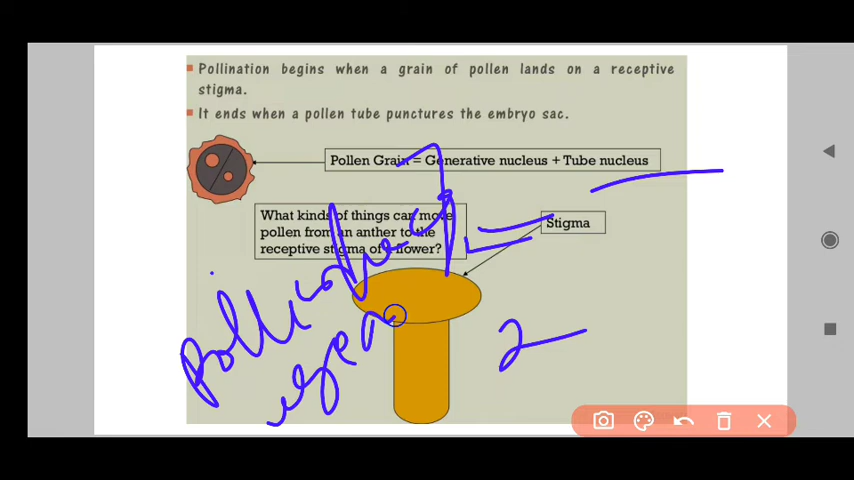 Pollination begins when a grain of pollen lands on a receptive
stigma.
It ends when a pollen tube punctures the embryo sac.
Pollen Grain = Generative nucleus + Tube nucleus
What kinds of things can move
pollen from an anther to the
receptive stigma of a flower?
Stigma
2